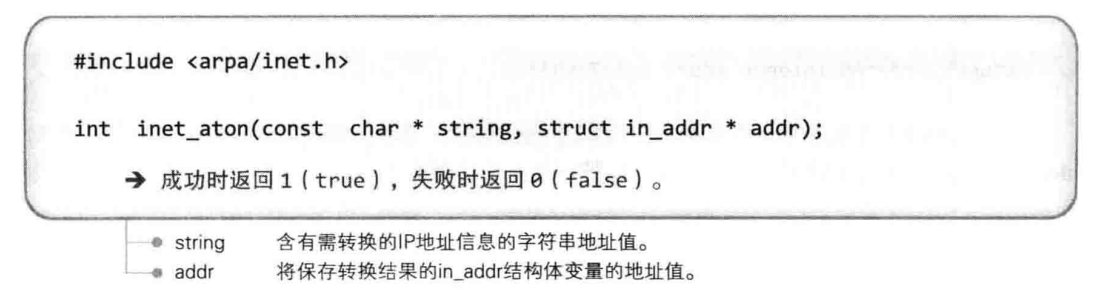 #include <arpa/inet.h>
int inet_aton(const char * string, struct in_addr * addr);
➔ 成功时返回 1（true），失败时返回 0（false）。
string 含有需转换的IP地址信息的字符串地址值。
addr 将保存转换结果的in_addr结构体变量的地址值。